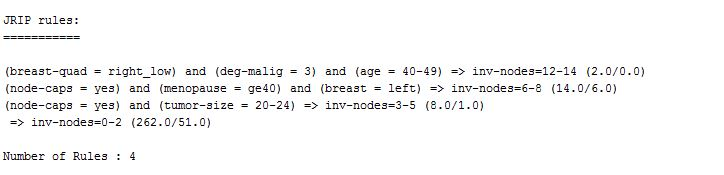 JRIP rules:
===========
(breast-quad = right_low) and (deg-malig = 3) and (age = 40-49) => inv-nodes=12-14 (2.0/0.0)
(node-caps = yes) and (menopause = ge40) and (breast = left) => inv-nodes=6-8 (14.0/6.0)
(node-caps = yes) and (tumor-size = 20-24) => inv-nodes=3-5 (8.0/1.0)
=> inv-nodes=0-2 (262.0/51.0)
Number of Rules : 4